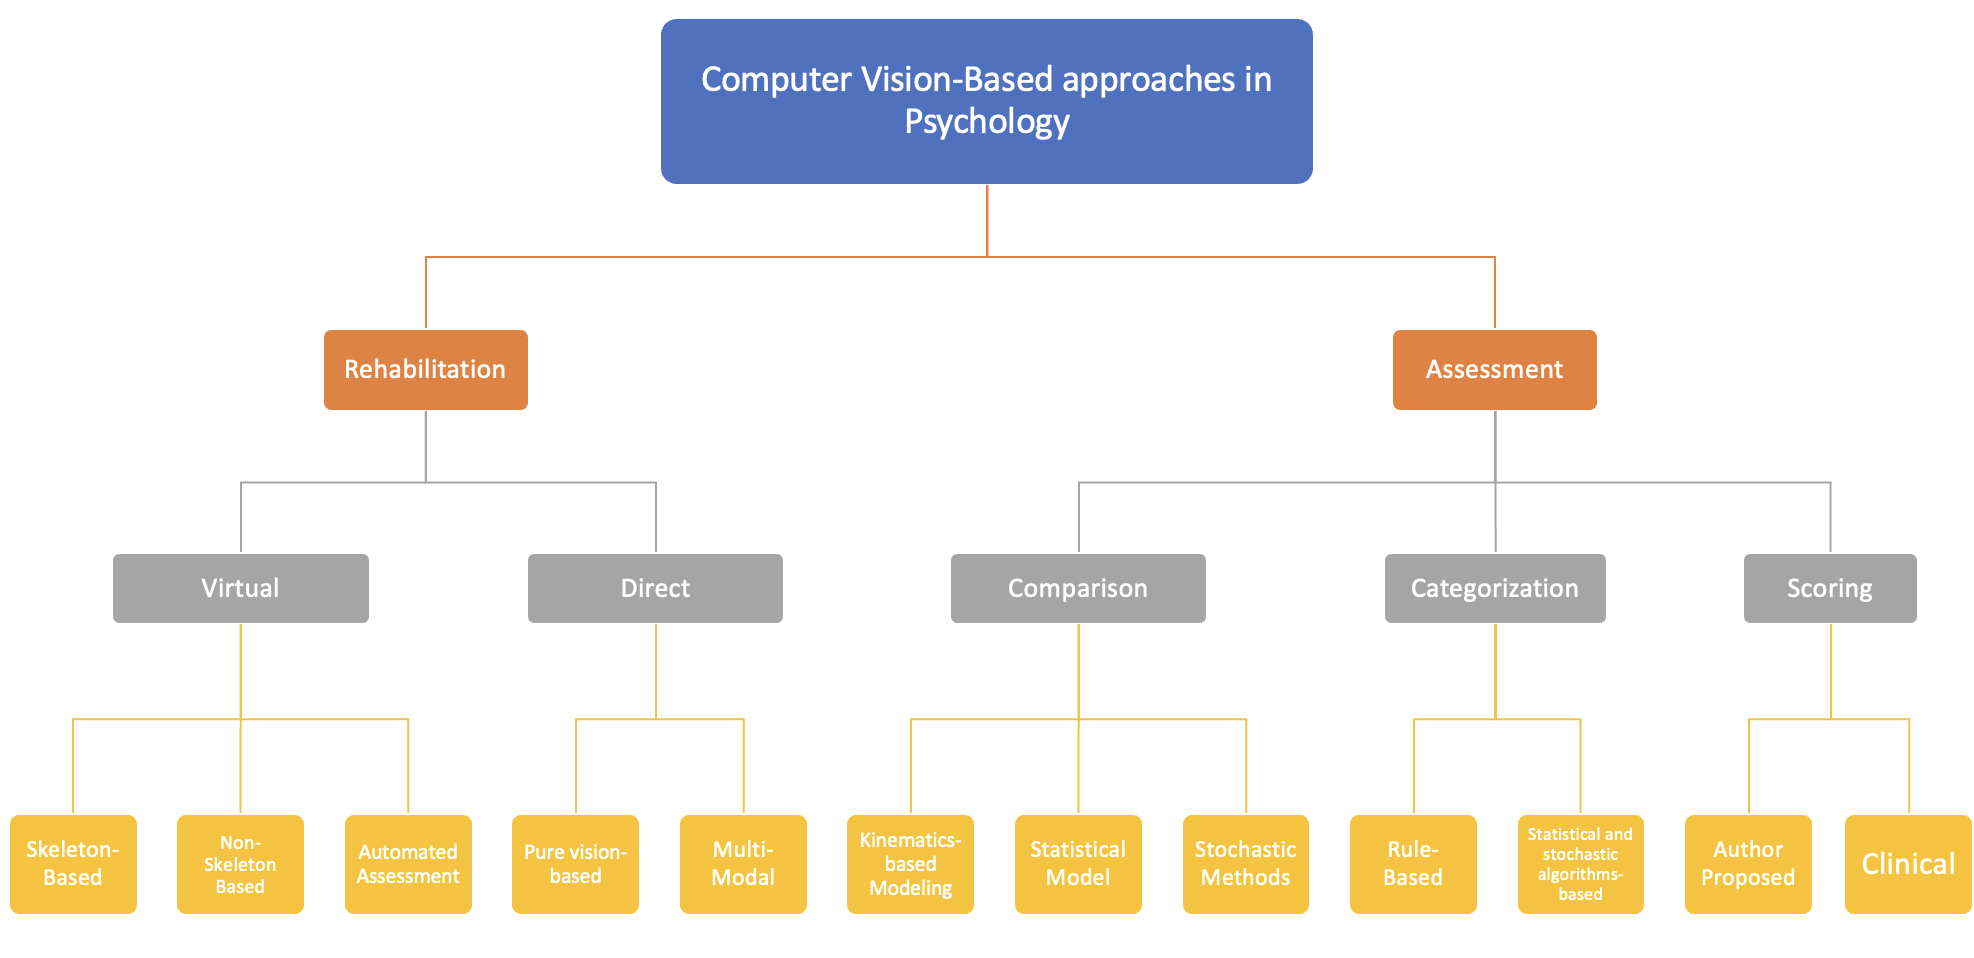 Computer Vision-Based approaches in
Psychology
Rehabilitation
Assessment
Virtual
Direct
Comparison
Categorization
Scoring
Skeleton-
Based
Non-
Skeleton
Based
Automated
Assessment
Pure vision-
based
Multi-
Modal
Kinematics-
based
Modeling
Statistical
Model
Stochastic
Methods
Rule-
Based
Statistical and
stochastic
algorithms-
based
Author
Proposed
Clinical